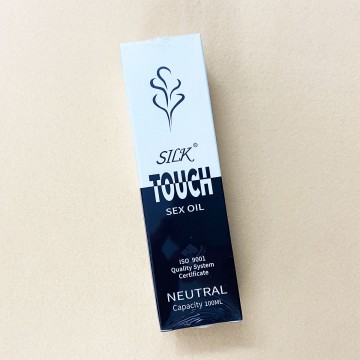 SILK®
TOUCH
SEX OIL
ISO 9001
Quality System
Certificate
NEUTRAL
Capacity 100ML